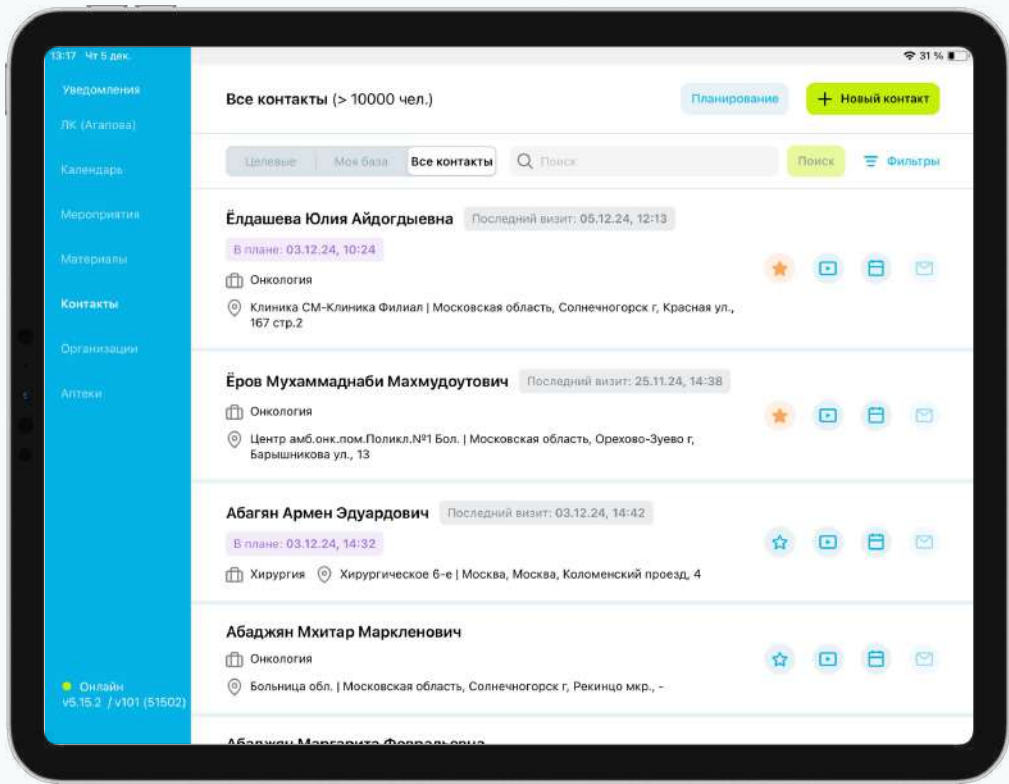 13:17 Чт 5 дек.
31 %
Уведомления
ЛК (Агапова)
Календарь
Мероприятия
Материалы
Контакты
Организации
Аптеки
Онлайн
v5.15.2 / v101 (51502)
Все контакты (> 10000 чел.)
Планирование
+ Новый контакт
Целевые
Моя база
Все контакты
Поиск
Поиск
Фильтры
Ёлдашева Юлия Айдогдыевна Последний визит: 05.12.24, 12:13
В плане: 03.12.24, 10:24
Онкология
Клиника СМ-Клиника Филиал | Московская область, Солнечногорск г, Красная ул.,
167 стр.2
Ёров Мухаммаднаби Махмудоутович Последний визит: 25.11.24, 14:38
Онкология
Центр амб.онк.пом.Поликл.№1 Бол. | Московская область, Орехово-Зуево г,
Барышникова ул., 13
Абагян Армен Эдуардович Последний визит: 03.12.24, 14:42
В плане: 03.12.24, 14:32
Хирургия Хирургическое 6-е | Москва, Москва, Коломенский проезд, 4
Абаджян Мхитар Маркленович
Онкология
Больница обл. | Московская область, Солнечногорск г, Рекинцо мкр., -
Абаджян Маргарита Февральевна